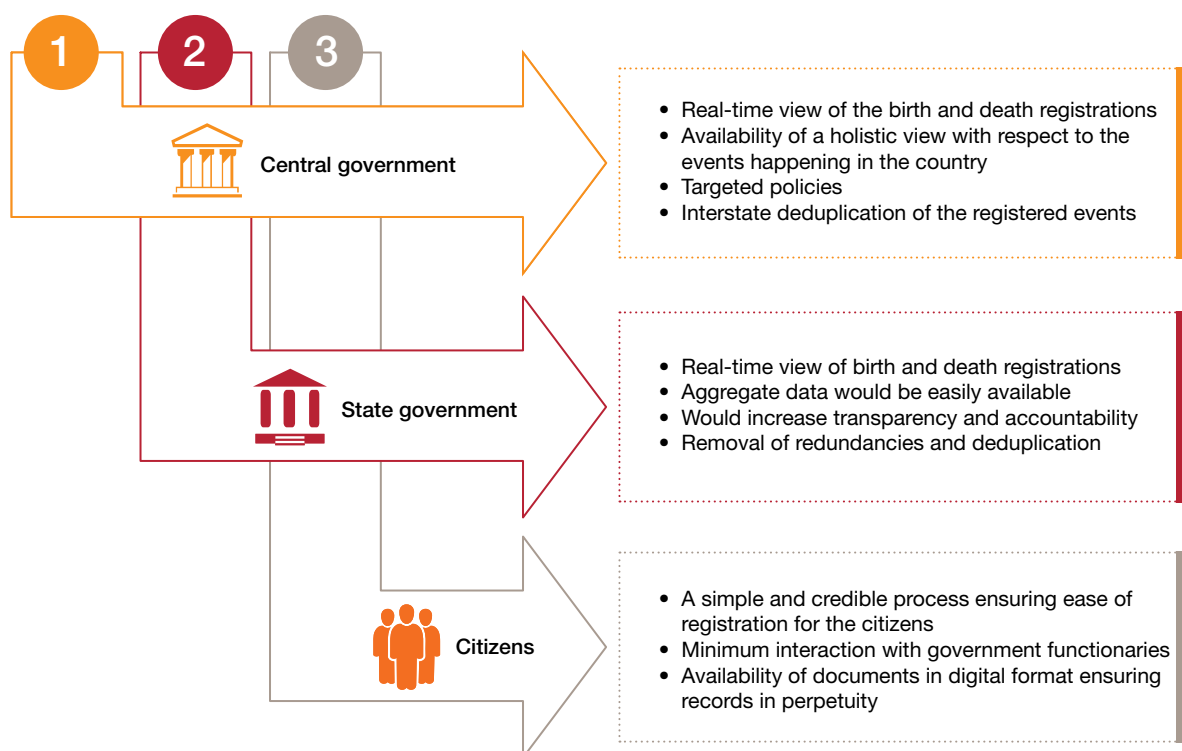 1
2
3
Central government
• Real-time view of the birth and death registrations
• Availability of a holistic view with respect to the
events happening in the country
• Targeted policies
• Interstate deduplication of the registered events
State government
• Real-time view of birth and death registrations
• Aggregate data would be easily available
• Would increase transparency and accountability
• Removal of redundancies and deduplication
Citizens
• A simple and credible process ensuring ease of
registration for the citizens
• Minimum interaction with government functionaries
• Availability of documents in digital format ensuring
records in perpetuity